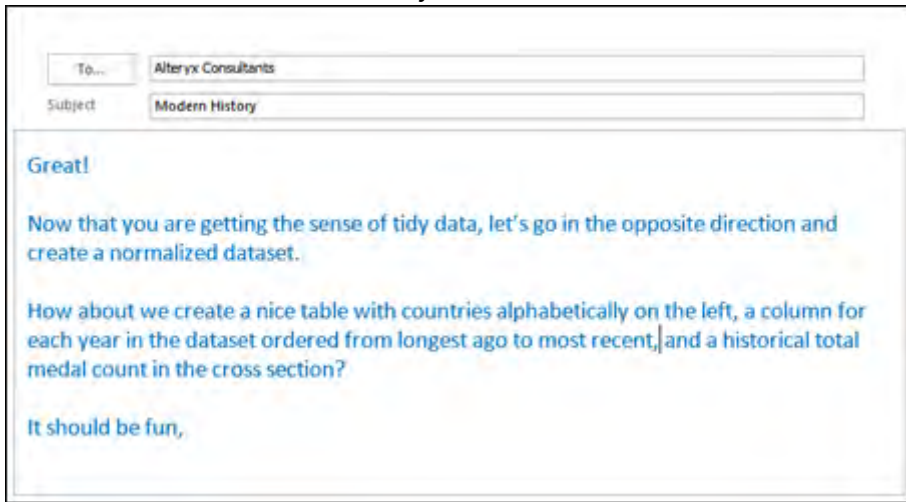 To...
Alteryx Consultants
Subject
Modern History
Great!
Now that you are getting the sense of tidy data, let's go in the opposite direction and
create a normalized dataset.
How about we create a nice table with countries alphabetically on the left, a column for
each year in the dataset ordered from longest ago to most recent, and a historical total
medal count in the cross section?
It should be fun,